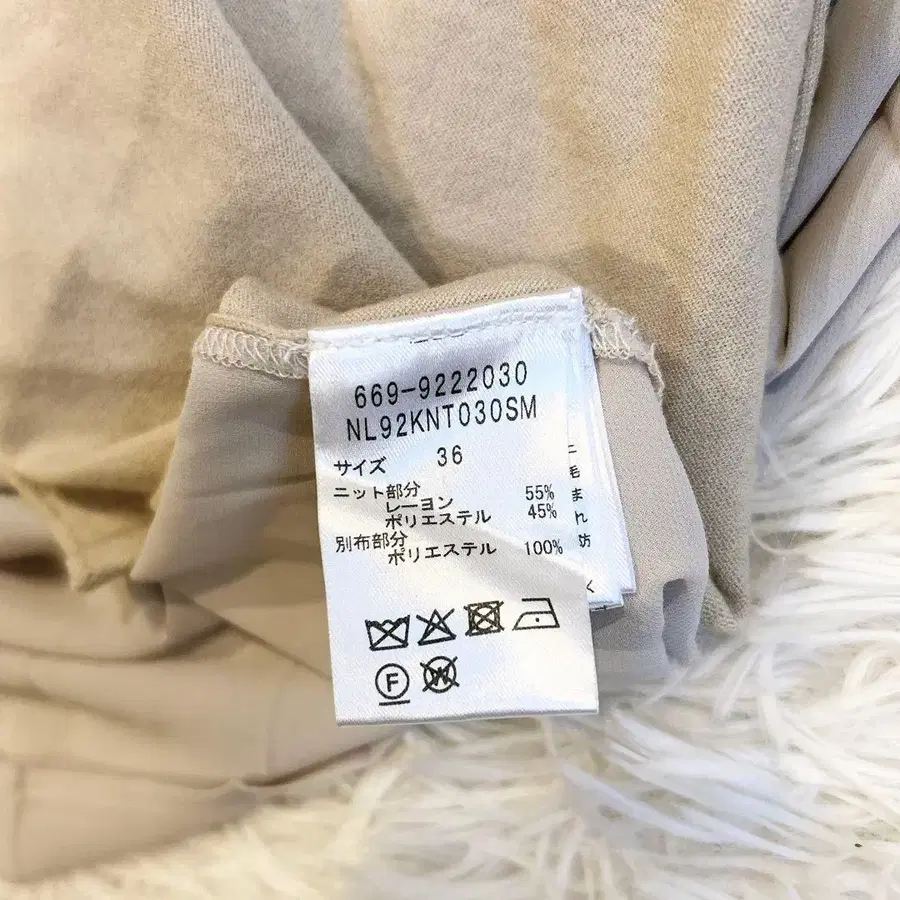 669-9222030
NL92KNT030SM
サイズ 36
ニット部分
レーヨン 55%
ポリエステル 45%
別布部分
ポリエステル 100%
F
W